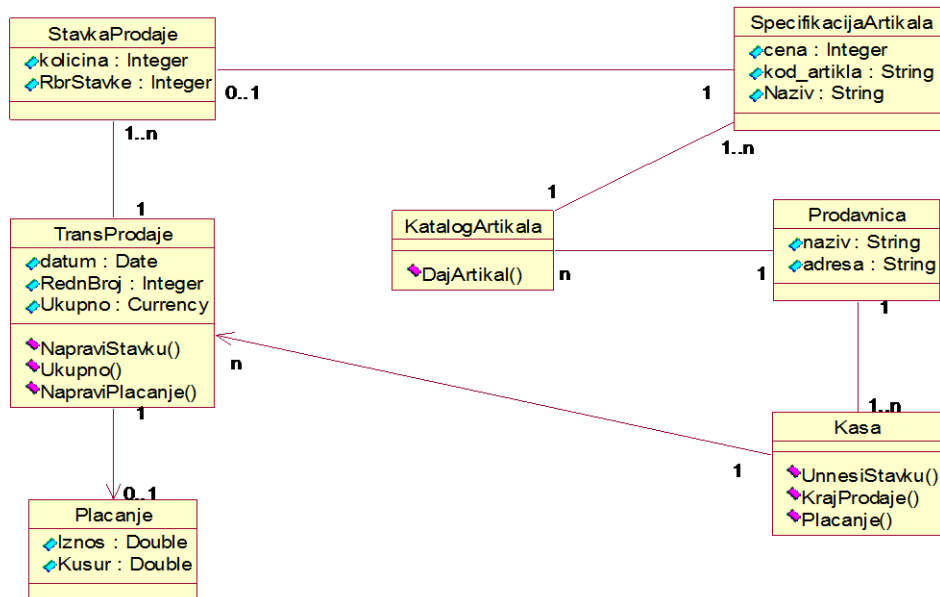 StavkaProdaje
kolicina : Integer
RbrStavke : Integer
0..1
1
1..n
SpecifikacijaArtikala
cena : Integer
kod_artikla : String
Naziv : String
1..n
1
KatalogArtikala
DajArtikal()
n
1
Prodavnica
naziv : String
adresa : String
1
1..n
1
TransProdaje
datum : Date
RednBroj : Integer
Ukupno : Currency
NapraviStavku()
Ukupno()
NapraviPlacanje()
n
1
1
0..1
Kasa
UnnesiStavku()
KrajProdaje()
Placanje()
Placanje
Iznos : Double
Kusur : Double